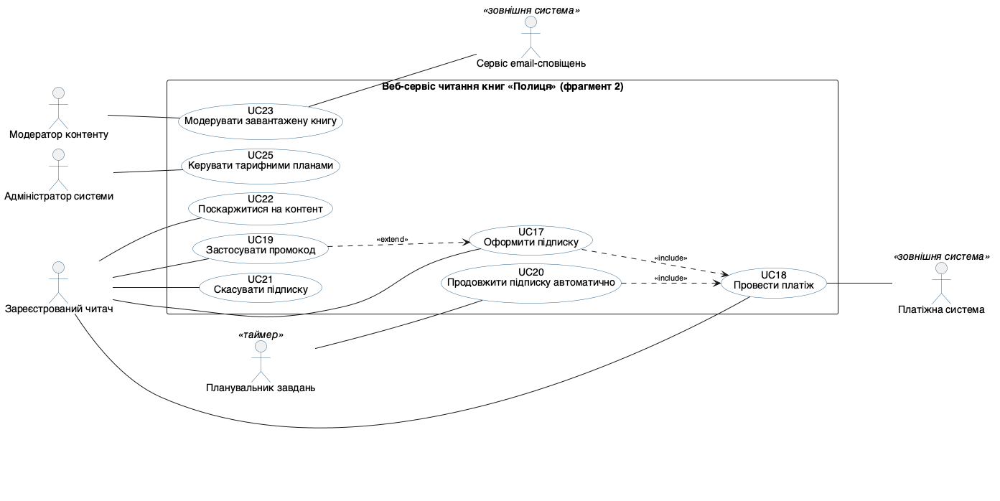 «зовнішня система»
Сервіс email-сповіщень
Веб-сервіс читання книг «Полиця» (фрагмент 2)
Модератор контенту
UC23
Модерувати завантажену книгу
Адміністратор системи
UC25
Керувати тарифними планами
UC22
Поскаржитися на контент
UC19
Застосувати промокод
«extend»
UC17
Оформити підписку
«include»
UC20
Продовжити підписку автоматично
«include»
UC18
Провести платіж
«зовнішня система»
Платіжна система
UC21
Скасувати підписку
Зареєстрований читач
«таймер»
Планувальник завдань